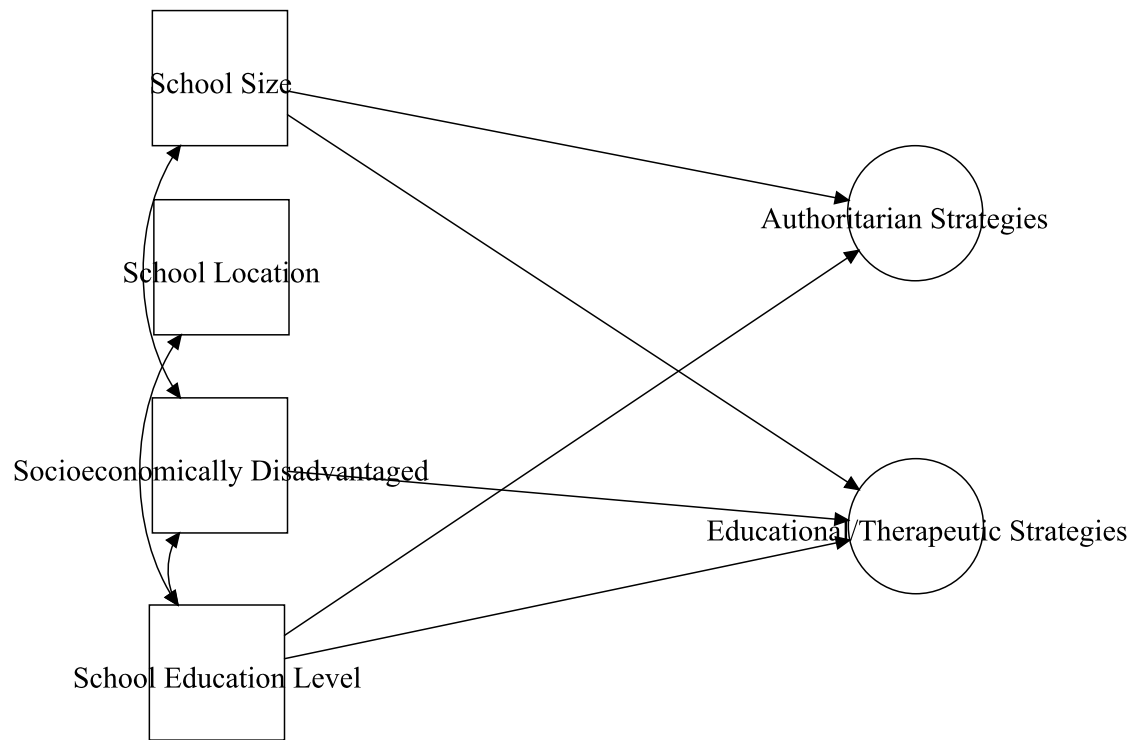 School Size
Authoritarian Strategies
School Location
Socioeconomically Disadvantaged
Educational/Therapeutic Strategies
School Education Level